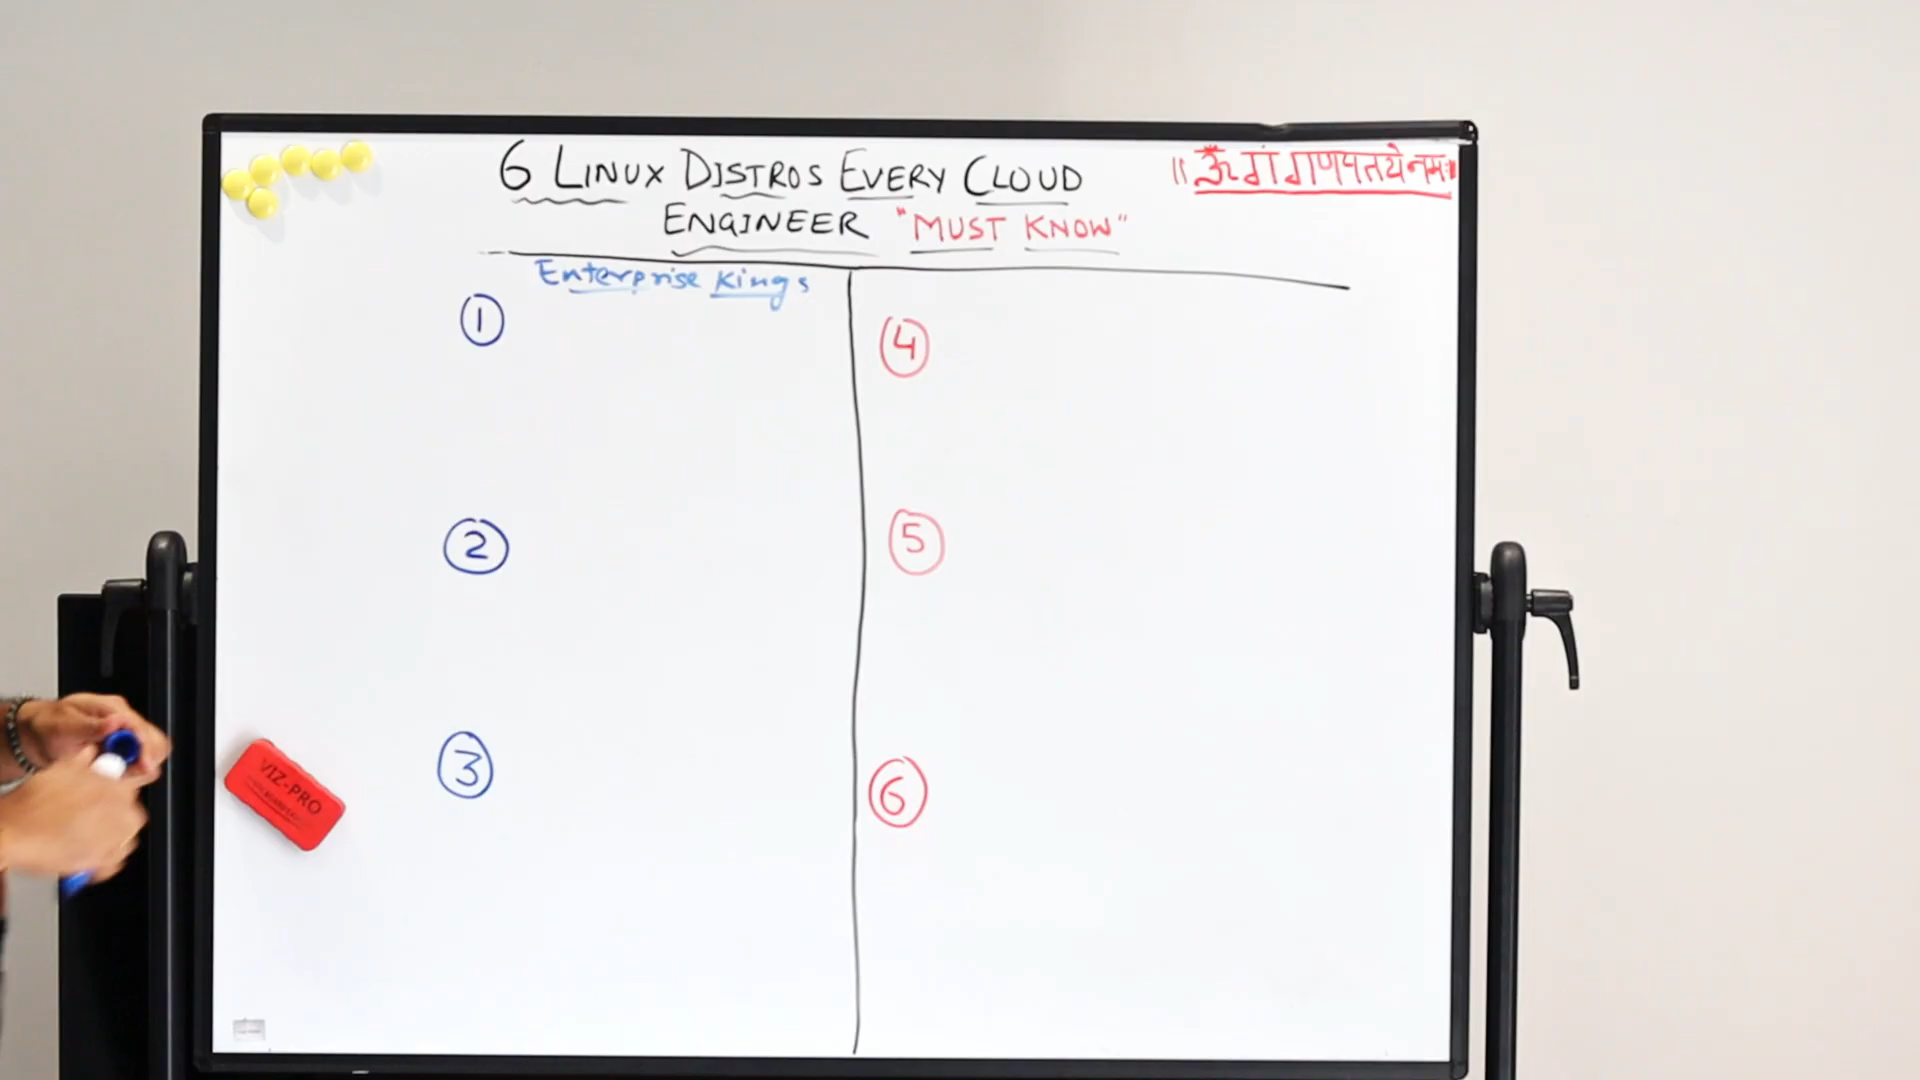 6 LINUX DISTROS EVERY CLOUD
ENGINEER "MUST KNOW"
॥ ॐ गं गणपतये नमः॥
Enterprise Kings
①
②
③
④
⑤
⑥
VIZ-PRO